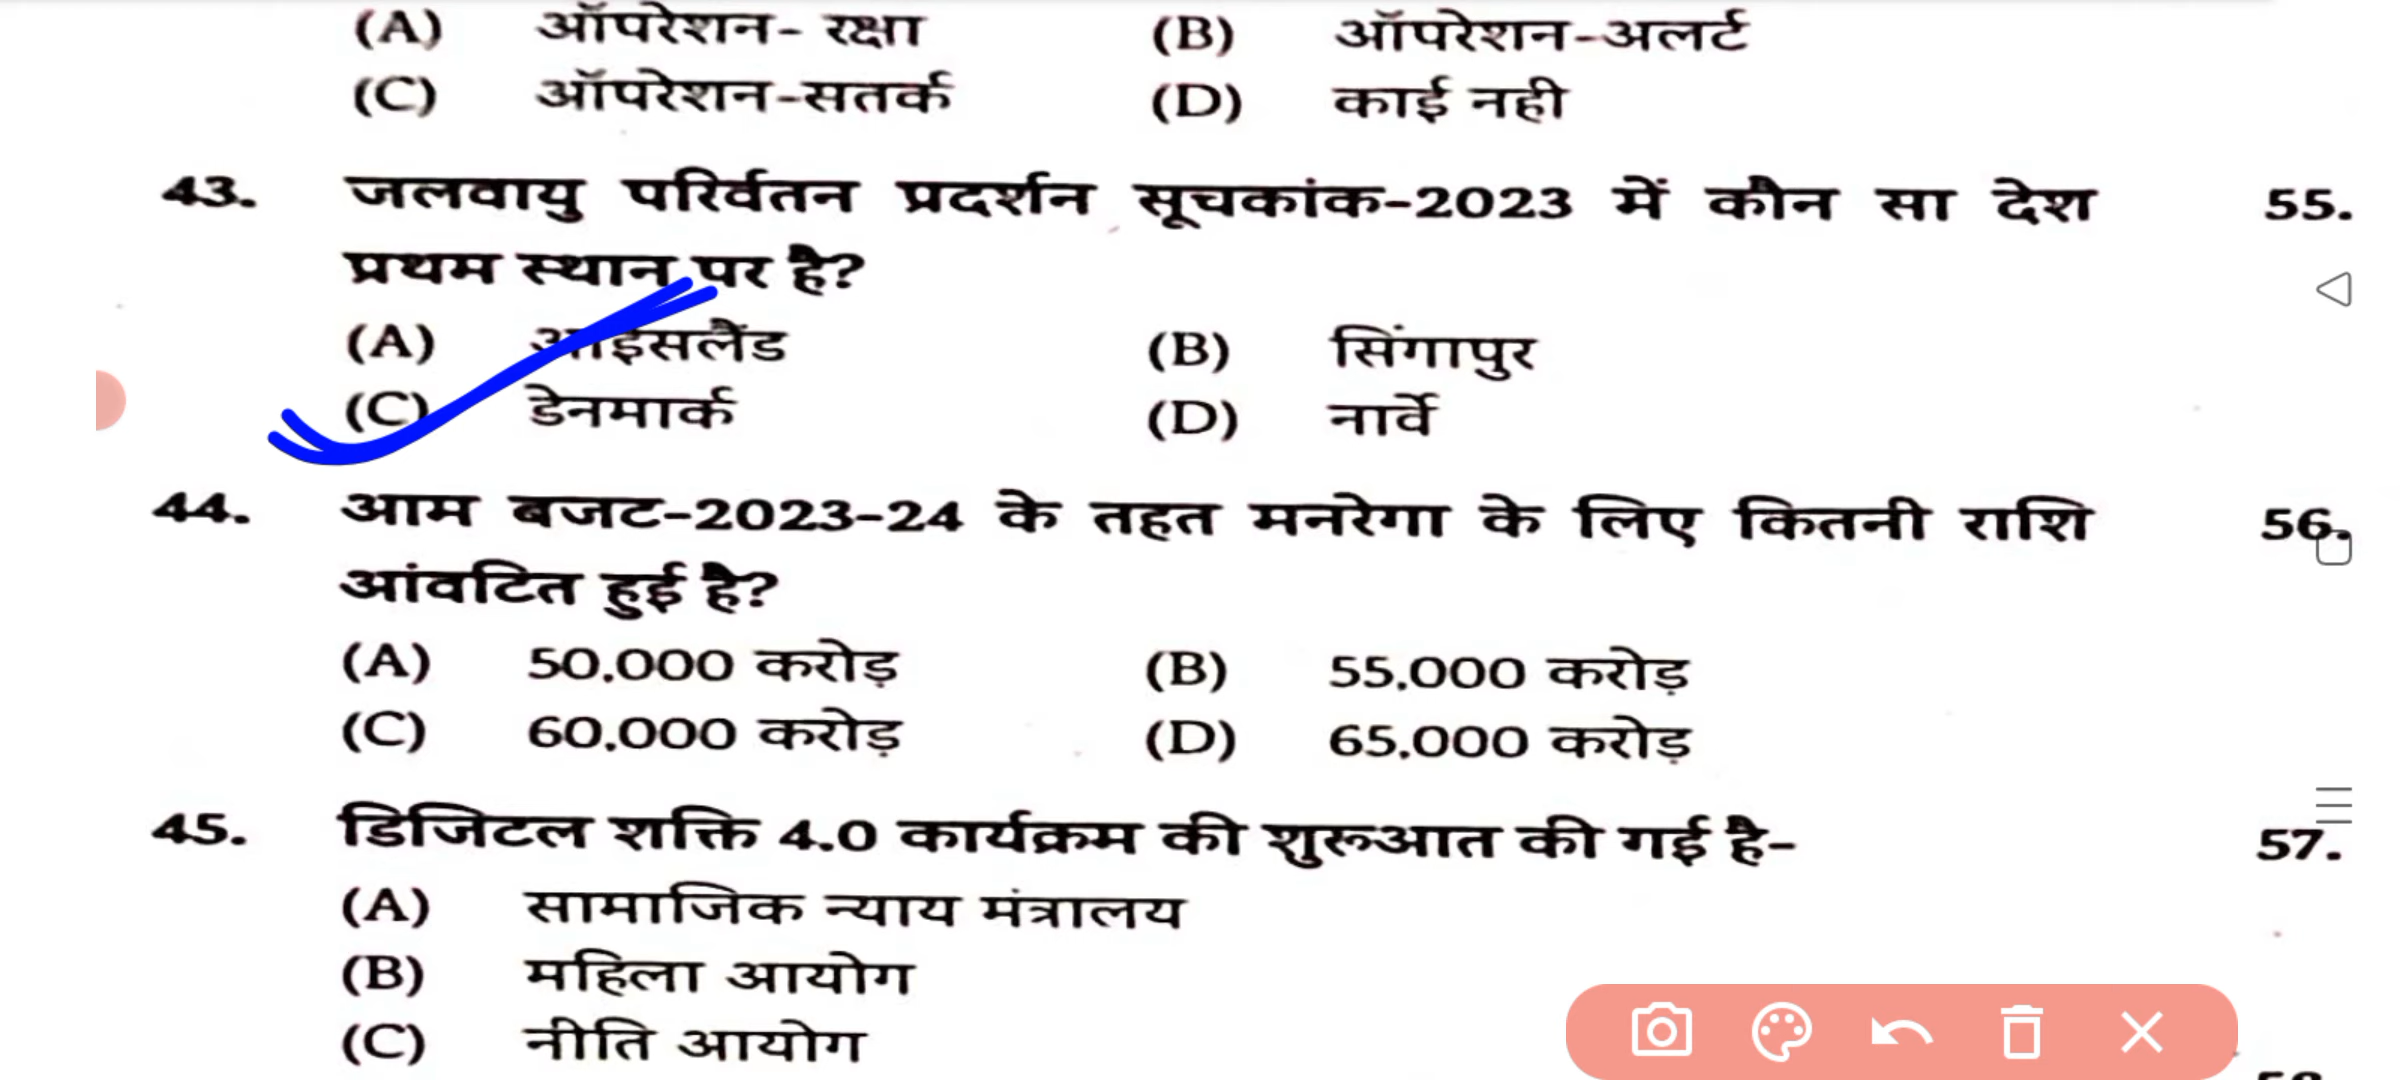 (A) ऑपरेशन- रक्षा (B) ऑपरेशन-अलर्ट
(C) ऑपरेशन-सतर्क (D) काई नही
43. जलवायु परिर्वतन प्रदर्शन सूचकांक-2023 में कौन सा देश
प्रथम स्थान पर है?
(A) आइसलैंड (B) सिंगापुर
(C) डेनमार्क (D) नार्वे
44. आम बजट-2023-24 के तहत मनरेगा के लिए कितनी राशि
आंवटित हुई है?
(A) 50,000 करोड़ (B) 55,000 करोड़
(C) 60,000 करोड़ (D) 65,000 करोड़
45. डिजिटल शक्ति 4.0 कार्यक्रम की शुरूआत की गई है-
(A) सामाजिक न्याय मंत्रालय
(B) महिला आयोग
(C) नीति आयोग
55.
56.
57.